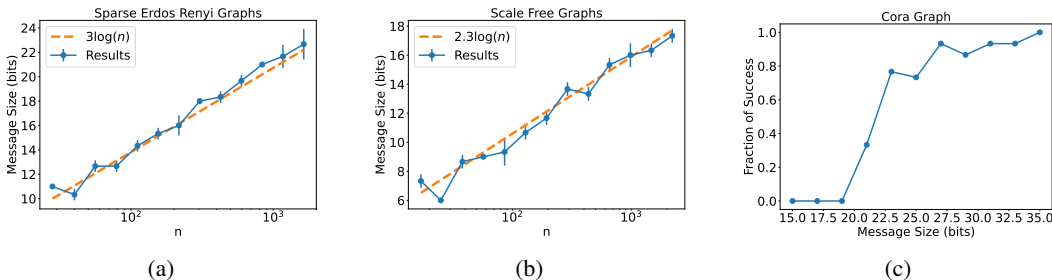 Sparse Erdos Renyi Graphs
3log(n)
Results
Message Size (bits)
24
22
20
18
16
14
12
10
10²
10³
n
(a)
Scale Free Graphs
2.3log(n)
Results
Message Size (bits)
16
14
12
10
8
6
10²
10³
n
(b)
Cora Graph
Fraction of Success
1.0
0.8
0.6
0.4
0.2
0.0
15.0 17.5 20.0 22.5 25.0 27.5 30.0 32.5 35.0
Message Size (bits)
(c)